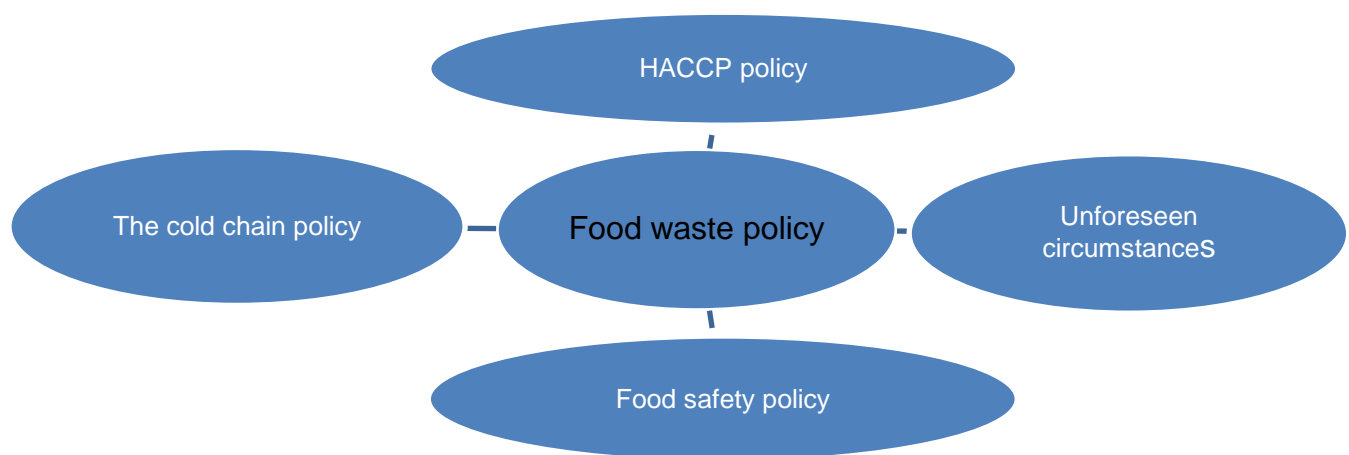 HACCP policy
The cold chain policy
Food waste policy
Unforeseen
circumstances
Food safety policy